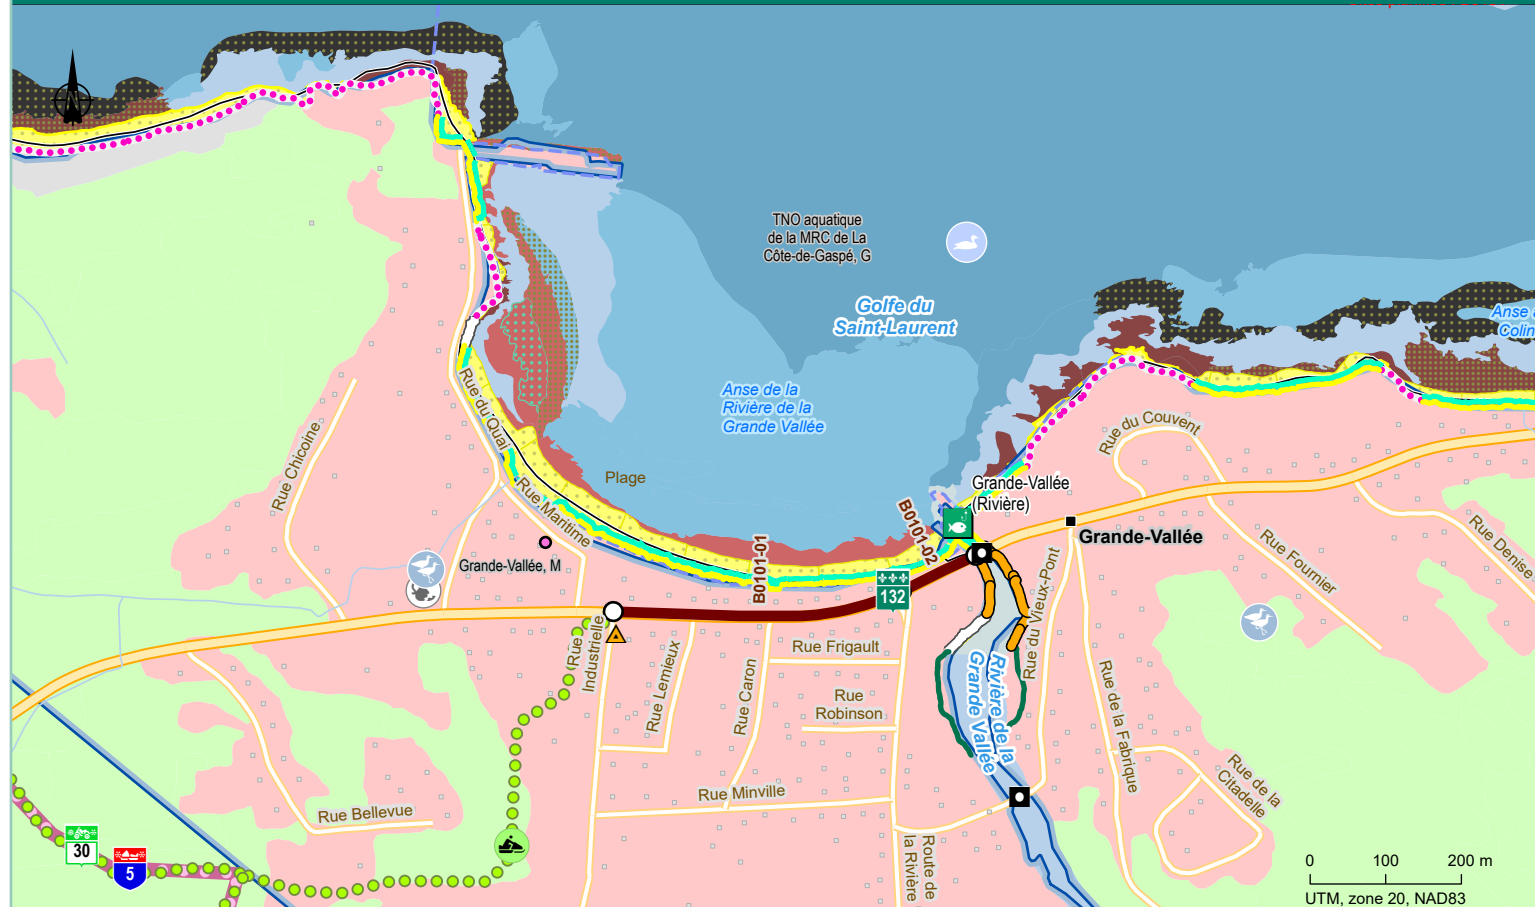 N
TNO aquatique
de la MRC de La
Côte-de-Gaspé, G
Golfe du
Saint-Laurent
Anse de la
Rivière de la
Grande Vallée
Rue Chicoine
Rue du Quai
Rue Maritime
Plage
Grande-Vallée, M
B0101-01
B0101-02
132
Grande-Vallée
(Rivière)
Grande-Vallée
Rue du Couvent
Rue Fournier
Rue Denise
Rue
Industrielle
Rue Lemieux
Rue Caron
Rue Frigault
Rue
Robinson
Rue Minville
Rue Bellevue
Rivière de la
Grande Vallée
Rue du Vieux-Pont
Rue de la Fabrique
Rue de la
Citadelle
Route de
la Rivière
30
5
0 100 200 m
UTM, zone 20, NAD83